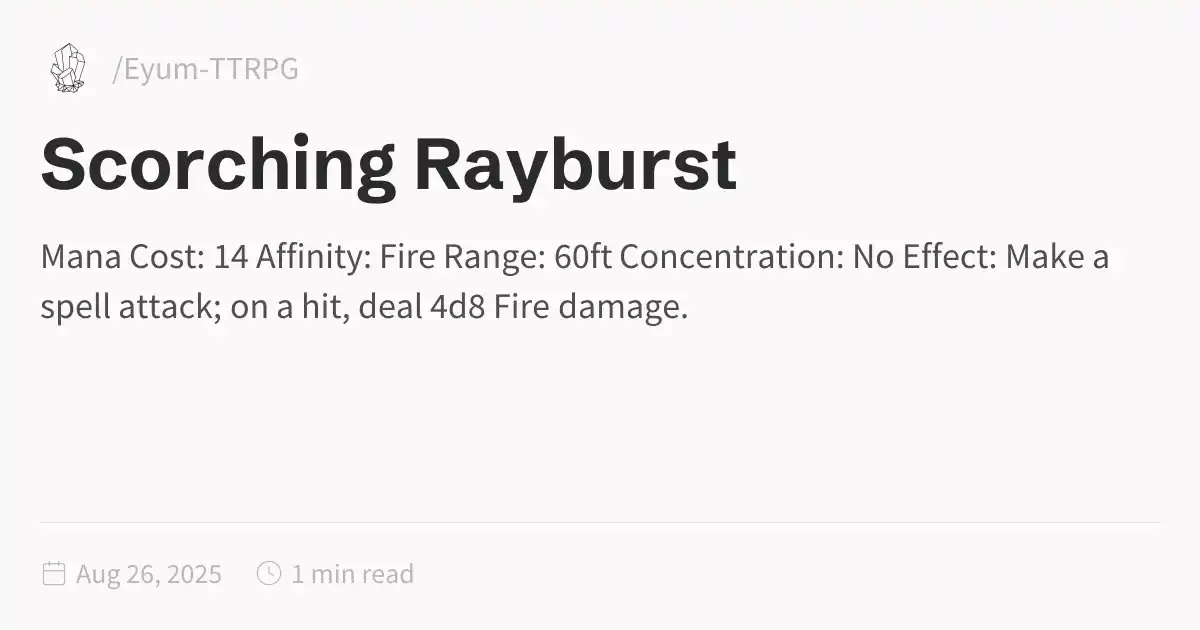 /Eyum-TTRPG
Scorching Rayburst
Mana Cost: 14 Affinity: Fire Range: 60ft Concentration: No Effect: Make a
spell attack; on a hit, deal 4d8 Fire damage.
Aug 26, 2025 1 min read